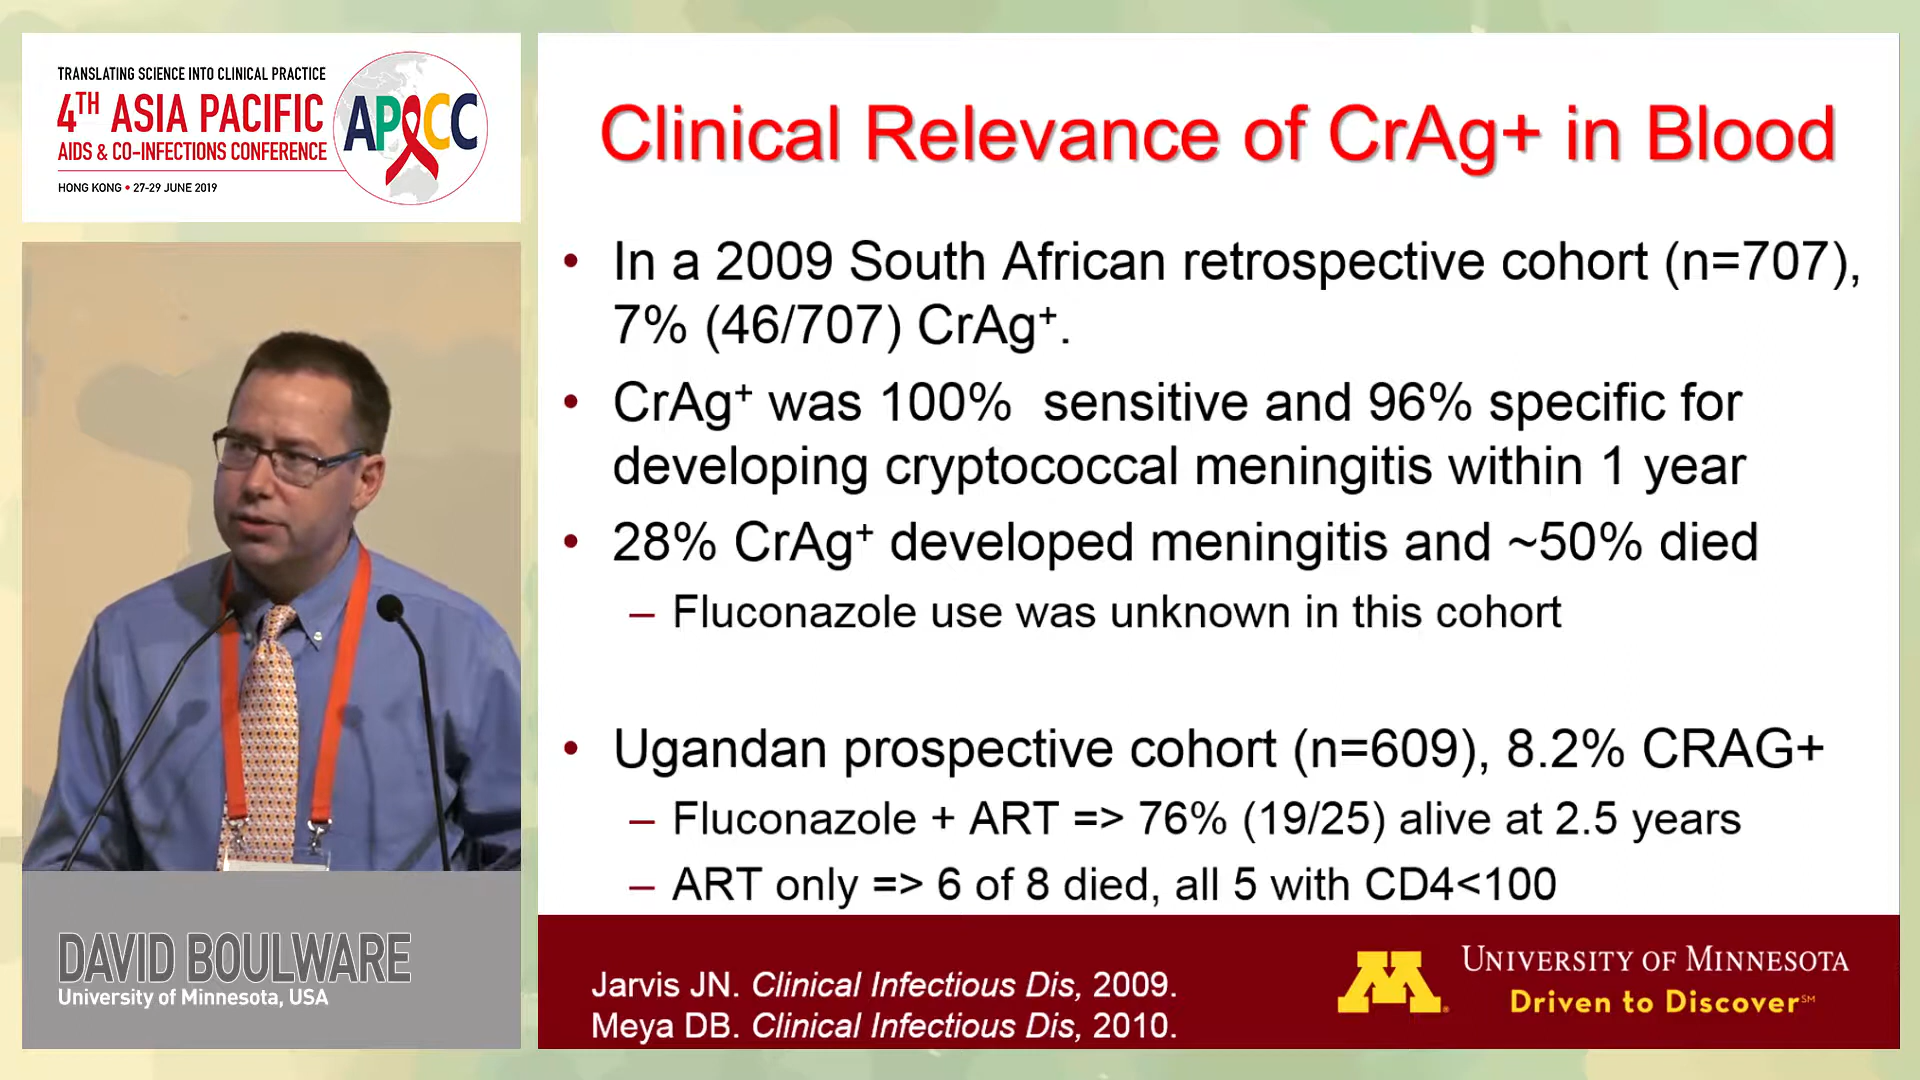 TRANSLATING SCIENCE INTO CLINICAL PRACTICE
4TH ASIA PACIFIC
AIDS & CO-INFECTIONS CONFERENCE
HONG KONG • 27-29 JUNE 2019
APACC
DAVID BOULWARE
University of Minnesota, USA
Clinical Relevance of CrAg+ in Blood
• In a 2009 South African retrospective cohort (n=707),
7% (46/707) CrAg+.
• CrAg+ was 100% sensitive and 96% specific for
developing cryptococcal meningitis within 1 year
• 28% CrAg+ developed meningitis and ~50% died
– Fluconazole use was unknown in this cohort
• Ugandan prospective cohort (n=609), 8.2% CRAG+
– Fluconazole + ART => 76% (19/25) alive at 2.5 years
– ART only => 6 of 8 died, all 5 with CD4<100
Jarvis JN. Clinical Infectious Dis, 2009.
Meya DB. Clinical Infectious Dis, 2010.
M
UNIVERSITY OF MINNESOTA
Driven to Discover℠